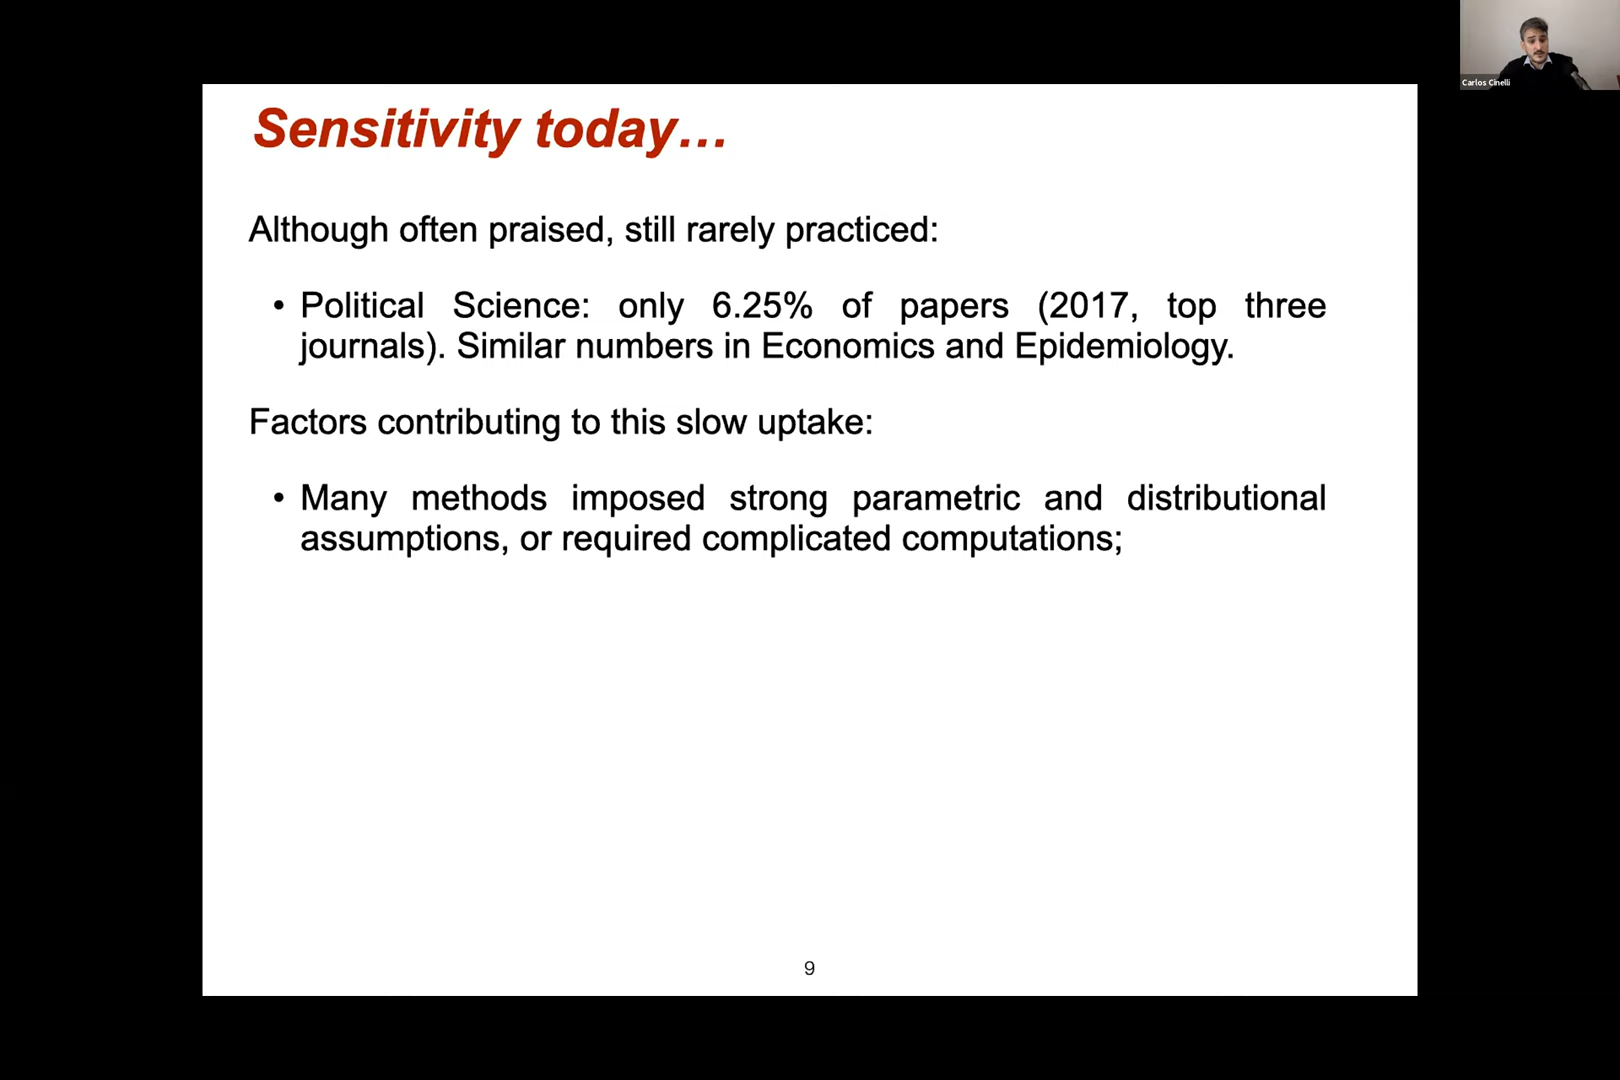 Carlos Cinelli
Sensitivity today…
Although often praised, still rarely practiced:
• Political Science: only 6.25% of papers (2017, top three
journals). Similar numbers in Economics and Epidemiology.
Factors contributing to this slow uptake:
• Many methods imposed strong parametric and distributional
assumptions, or required complicated computations;
9